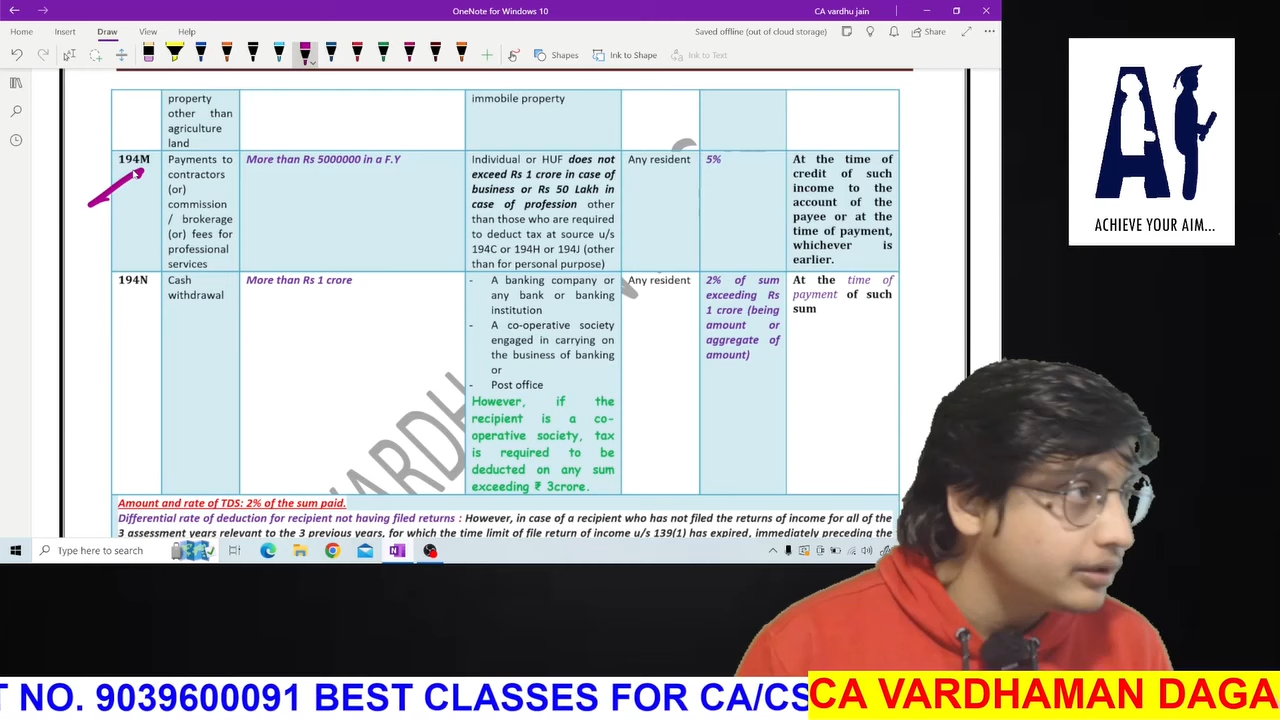 OneNote for Windows 10
CA vardhu jain
Home Insert Draw View Help
Saved offline (out of cloud storage)
Share
Shapes
Ink to Shape
Ink to Text
property
other than
agriculture
land
immobile property
194M
Payments to
contractors
(or)
commission
/ brokerage
(or) fees for
professional
services
More than Rs 5000000 in a F.Y
Individual or HUF does not
exceed Rs 1 crore in case of
business or Rs 50 Lakh in
case of profession other
than those who are required
to deduct tax at source u/s
194C or 194H or 194J (other
than for personal purpose)
Any resident
5%
At the time of
credit of such
income to the
account of the
payee or at the
time of payment,
whichever is
earlier.
194N
Cash
withdrawal
More than Rs 1 crore
- A banking company or
any bank or banking
institution
- A co-operative society
engaged in carrying on
the business of banking
or
- Post office
However, if the
recipient is a co-
operative society, tax
is required to be
deducted on any sum
exceeding ₹ 3crore.
Any resident
2% of sum
exceeding Rs
1 crore (being
amount or
aggregate of
amount)
At the time of
payment of such
sum
Amount and rate of TDS: 2% of the sum paid.
Differential rate of deduction for recipient not having filed returns : However, in case of a recipient who has not filed the returns of income for all of the
3 assessment years relevant to the 3 previous years, for which the time limit of file return of income u/s 139(1) has expired, immediately preceding the
Type here to search
ACHIEVE YOUR AIM...
T NO. 9039600091 BEST CLASSES FOR CA/CS
CA VARDHAMAN DAGA